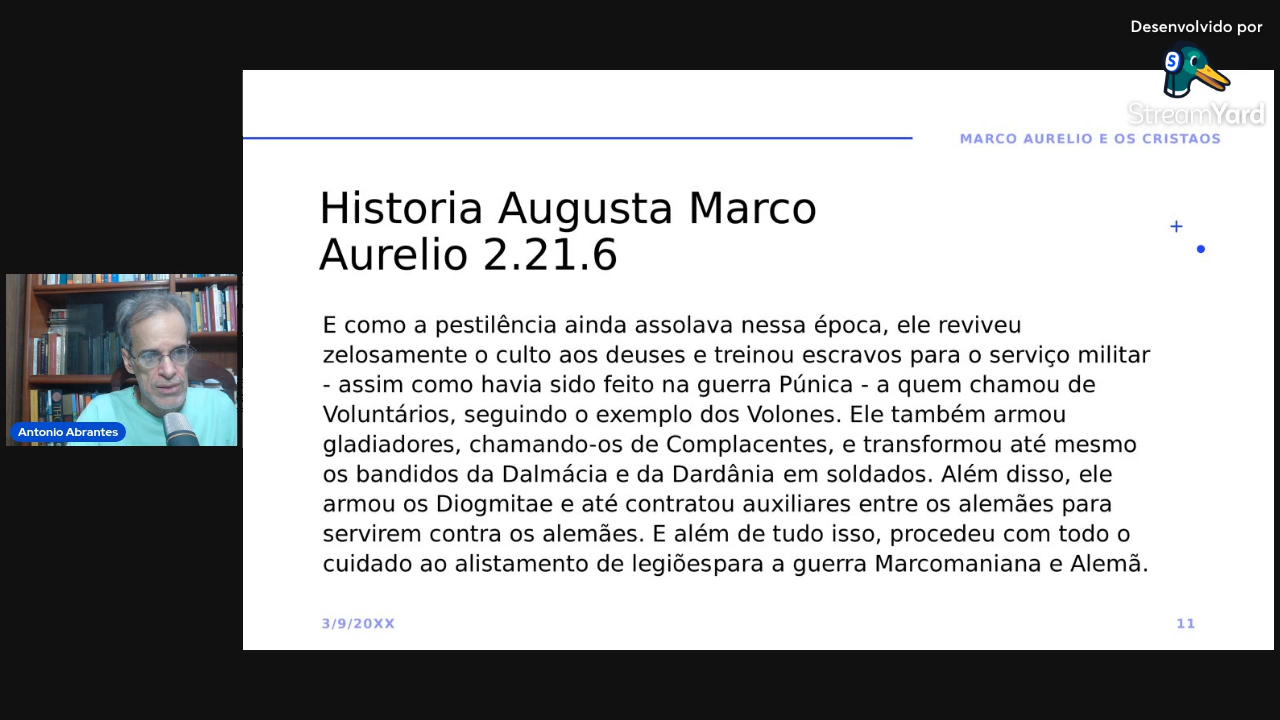 Desenvolvido por
StreamYard
MARCO AURELIO E OS CRISTAOS
Historia Augusta Marco
Aurelio 2.21.6
E como a pestilência ainda assolava nessa época, ele reviveu
zelosamente o culto aos deuses e treinou escravos para o serviço militar
- assim como havia sido feito na guerra Púnica - a quem chamou de
Voluntários, seguindo o exemplo dos Volones. Ele também armou
gladiadores, chamando-os de Complacentes, e transformou até mesmo
os bandidos da Dalmácia e da Dardânia em soldados. Além disso, ele
armou os Diogmitae e até contratou auxiliares entre os alemães para
servirem contra os alemães. E além de tudo isso, procedeu com todo o
cuidado ao alistamento de legiõespara a guerra Marcomaniana e Alemã.
Antonio Abrantes
3/9/20XX
11